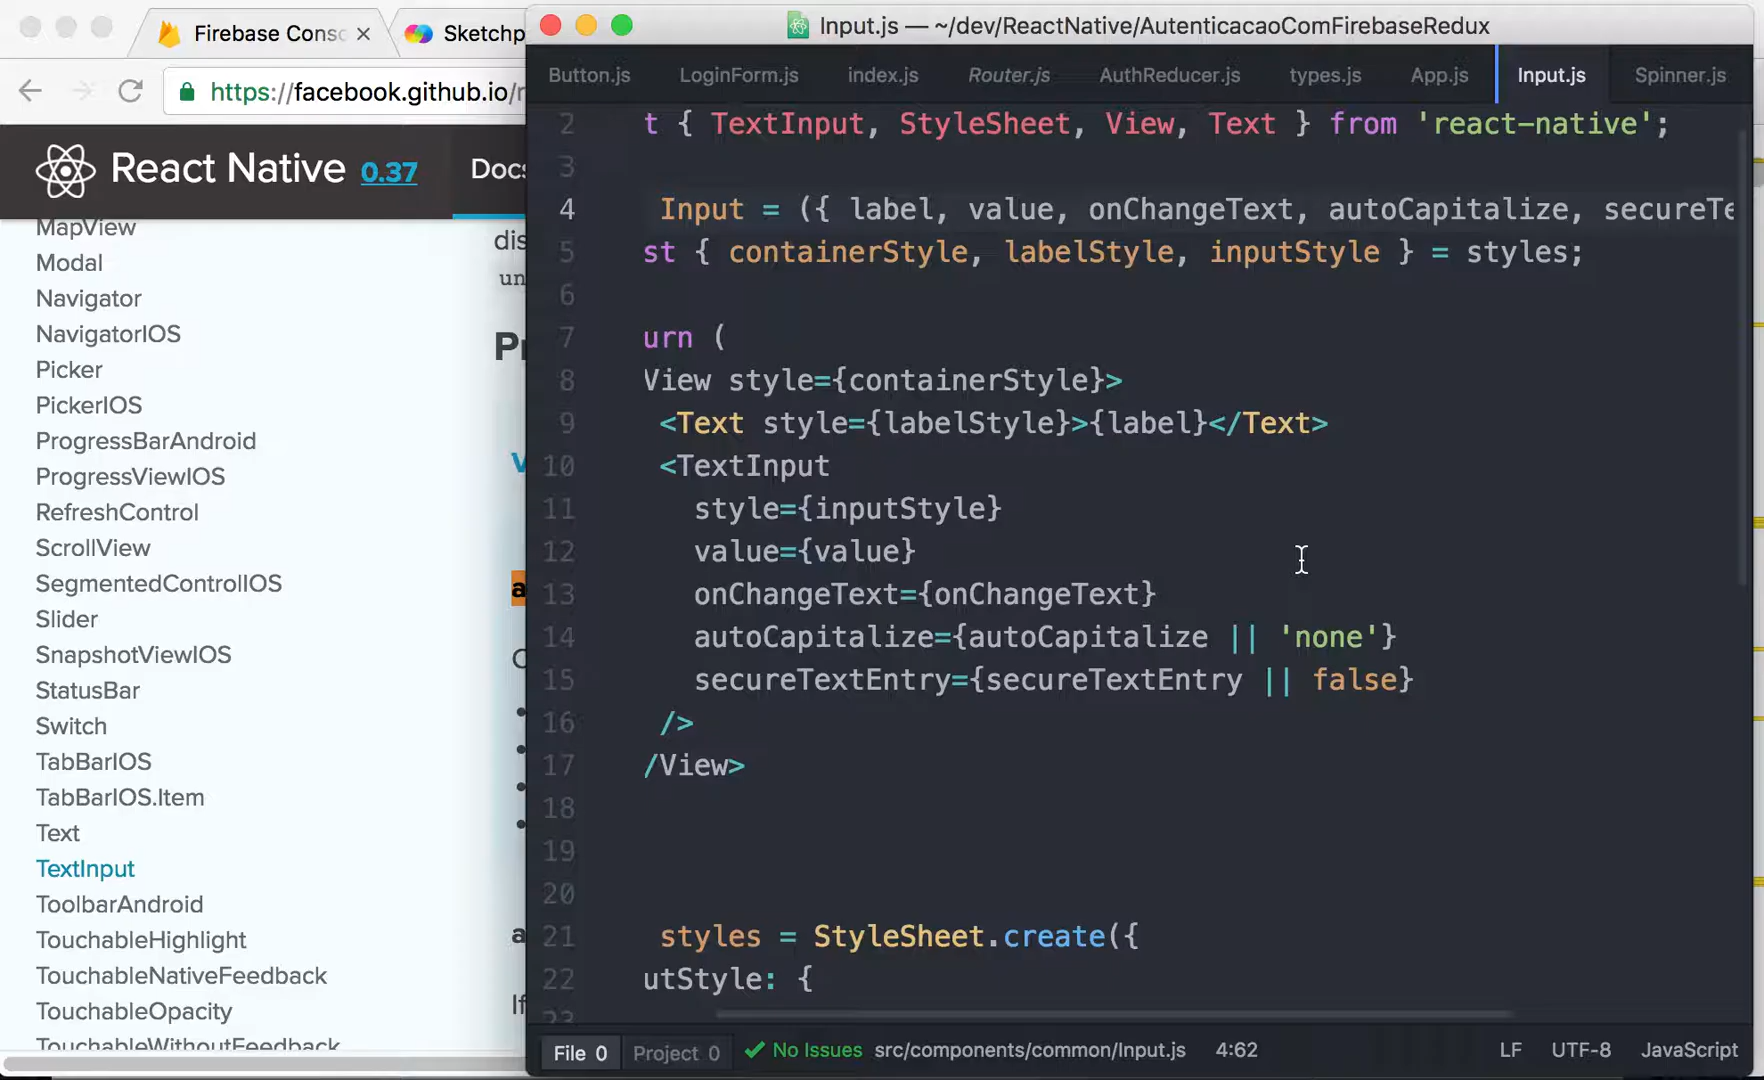 Firebase Consc
Sketchp
https://facebook.github.io/r
React Native 0.37
Docs
MapView
Modal
Navigator
NavigatorIOS
Picker
PickerIOS
ProgressBarAndroid
ProgressViewIOS
RefreshControl
ScrollView
SegmentedControlIOS
Slider
SnapshotViewIOS
StatusBar
Switch
TabBarIOS
TabBarIOS.Item
Text
TextInput
ToolbarAndroid
TouchableHighlight
TouchableNativeFeedback
TouchableOpacity
TouchableWithoutFeedback
dis
un
Pr
a
a
If
Input.js — ~/dev/ReactNative/AutenticacaoComFirebaseRedux
Button.js LoginForm.js index.js Router.js AuthReducer.js types.js App.js Input.js Spinner.js
2 t { TextInput, StyleSheet, View, Text } from 'react-native';
3
4 Input = ({ label, value, onChangeText, autoCapitalize, secureTe
5 st { containerStyle, labelStyle, inputStyle } = styles;
6
7 urn (
8 View style={containerStyle}>
9 <Text style={labelStyle}>{label}</Text>
10 <TextInput
11 style={inputStyle}
12 value={value}
13 onChangeText={onChangeText}
14 autoCapitalize={autoCapitalize || 'none'}
15 secureTextEntry={secureTextEntry || false}
16 />
17 /View>
18
19
20
21 styles = StyleSheet.create({
22 utStyle: {
23
File 0 Project 0 No Issues src/components/common/Input.js 4:62 LF UTF-8 JavaScript